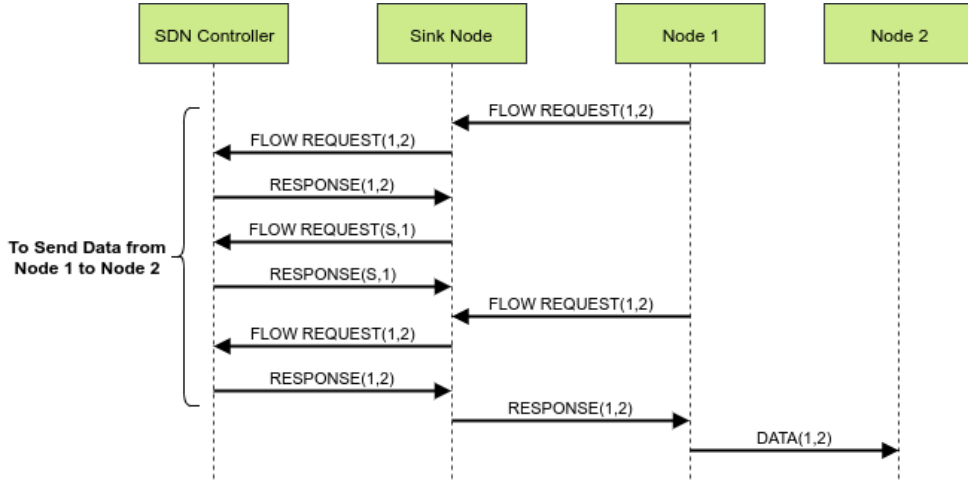 SDN Controller
Sink Node
Node 1
Node 2
FLOW REQUEST(1,2)
FLOW REQUEST(1,2)
RESPONSE(1,2)
FLOW REQUEST(S,1)
To Send Data from
Node 1 to Node 2
RESPONSE(S,1)
FLOW REQUEST(1,2)
FLOW REQUEST(1,2)
RESPONSE(1,2)
RESPONSE(1,2)
DATA(1,2)